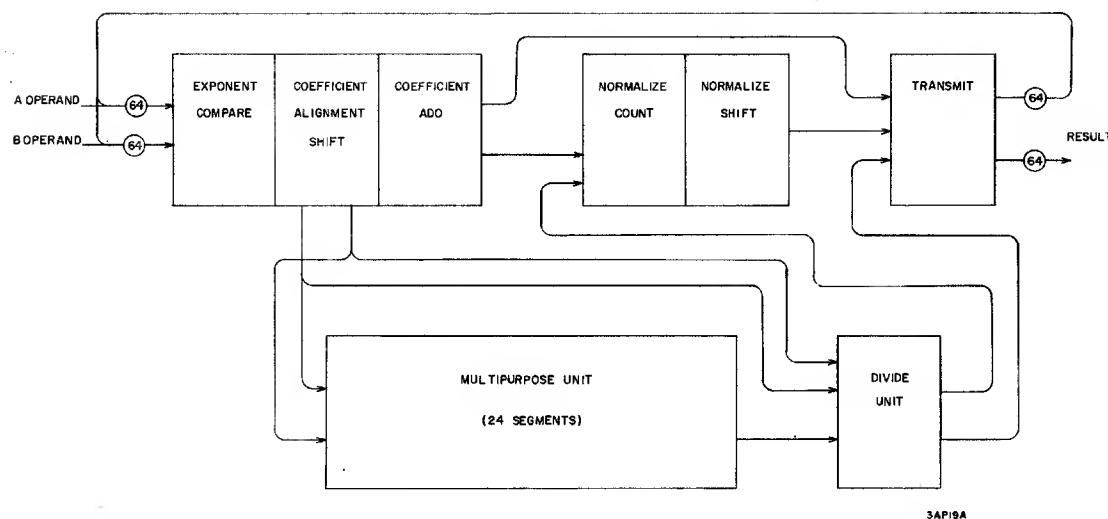 A OPERAND
64
B OPERAND
64
EXPONENT
COMPARE
COEFFICIENT
ALIGNMENT
SHIFT
COEFFICIENT
ADD
NORMALIZE
COUNT
NORMALIZE
SHIFT
TRANSMIT
64
64
RESULT
MULTIPURPOSE UNIT
(24 SEGMENTS)
DIVIDE
UNIT
3AP19A